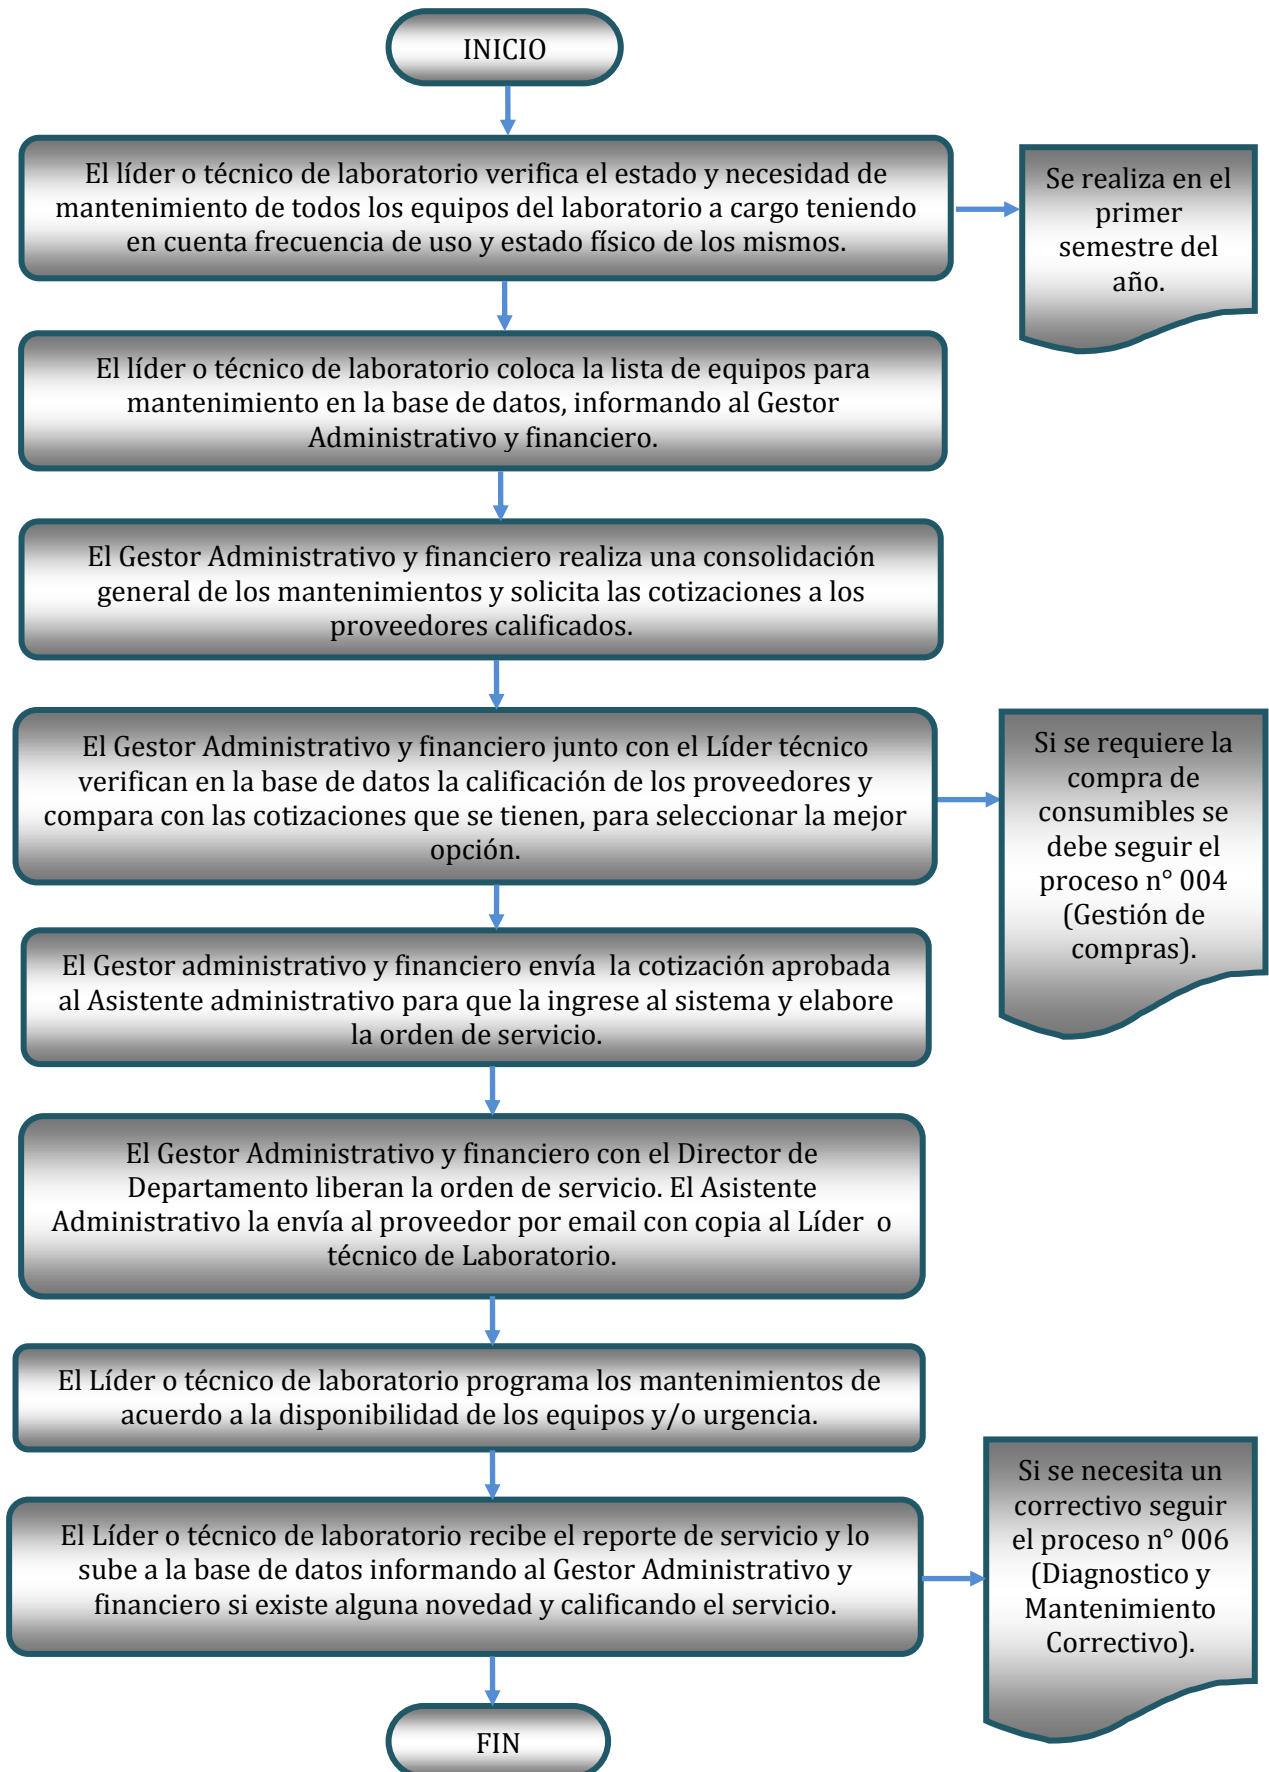 INICIO
El líder o técnico de laboratorio verifica el estado y necesidad de
mantenimiento de todos los equipos del laboratorio a cargo teniendo
en cuenta frecuencia de uso y estado físico de los mismos.
Se realiza en el
primer
semestre del
año.
El líder o técnico de laboratorio coloca la lista de equipos para
mantenimiento en la base de datos, informando al Gestor
Administrativo y financiero.
El Gestor Administrativo y financiero realiza una consolidación
general de los mantenimientos y solicita las cotizaciones a los
proveedores calificados.
El Gestor Administrativo y financiero junto con el Líder técnico
verifican en la base de datos la calificación de los proveedores y
compara con las cotizaciones que se tienen, para seleccionar la mejor
opción.
Si se requiere la
compra de
consumibles se
debe seguir el
proceso n° 004
(Gestión de
compras).
El Gestor administrativo y financiero envía  la cotización aprobada
al Asistente administrativo para que la ingrese al sistema y elabore
la orden de servicio.
El Gestor Administrativo y financiero con el Director de
Departamento liberan la orden de servicio. El Asistente
Administrativo la envía al proveedor por email con copia al Líder  o
técnico de Laboratorio.
El Líder o técnico de laboratorio programa los mantenimientos de
acuerdo a la disponibilidad de los equipos y/o urgencia.
El Líder o técnico de laboratorio recibe el reporte de servicio y lo
sube a la base de datos informando al Gestor Administrativo y
financiero si existe alguna novedad y calificando el servicio.
Si se necesita un
correctivo seguir
el proceso n° 006
(Diagnostico y
Mantenimiento
Correctivo).
FIN